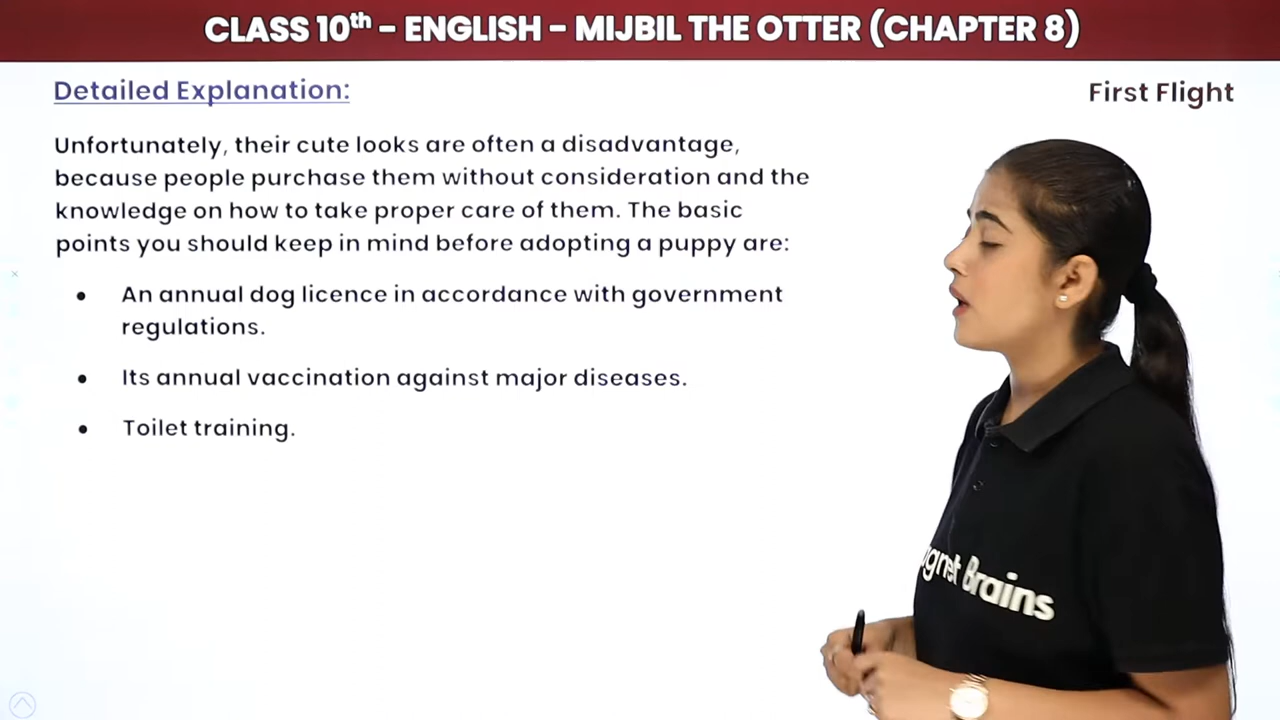 CLASS 10th - ENGLISH - MIJBIL THE OTTER (CHAPTER 8)
Detailed Explanation:
First Flight
Unfortunately, their cute looks are often a disadvantage,
because people purchase them without consideration and the
knowledge on how to take proper care of them. The basic
points you should keep in mind before adopting a puppy are:
• An annual dog licence in accordance with government
regulations.
• Its annual vaccination against major diseases.
• Toilet training.
Brains